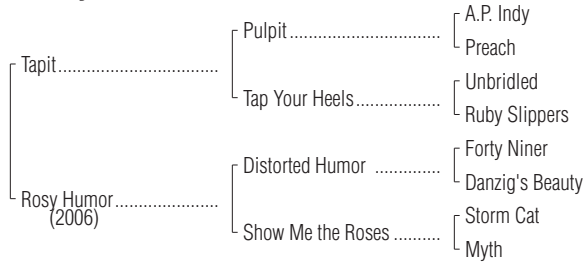 A.P. Indy
Pulpit
Preach
Tapit
Unbridled
Tap Your Heels
Ruby Slippers
Forty Niner
Distorted Humor
Danzig's Beauty
Rosy Humor
(2006)
Storm Cat
Show Me the Roses
Myth